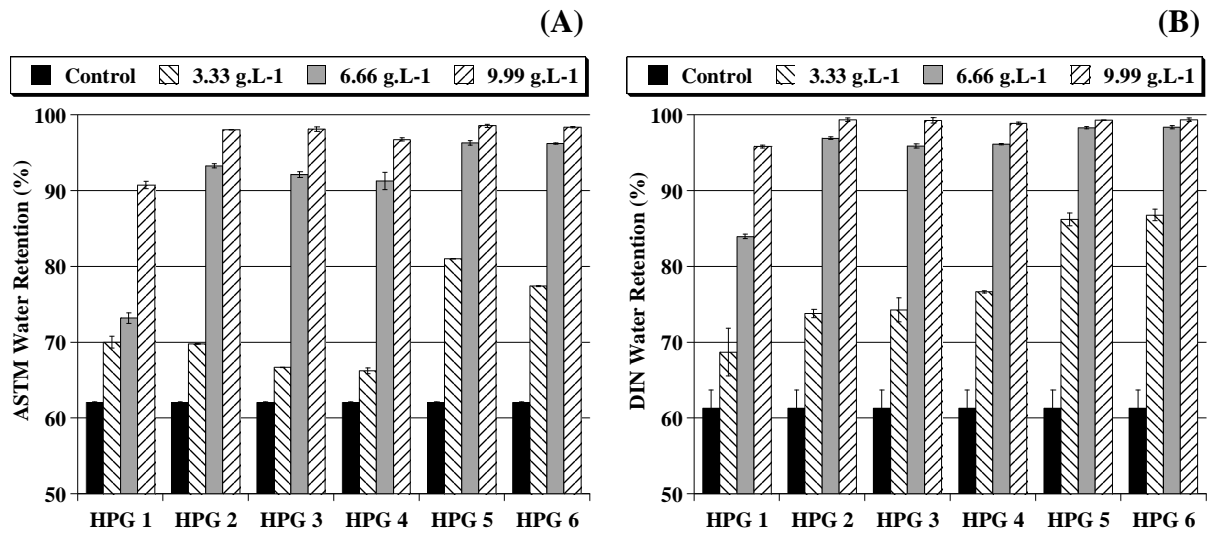 (A)
Control 3.33 g.L-1 6.66 g.L-1 9.99 g.L-1
ASTM Water Retention (%)
100
90
80
70
60
50
HPG 1 HPG 2 HPG 3 HPG 4 HPG 5 HPG 6
(B)
Control 3.33 g.L-1 6.66 g.L-1 9.99 g.L-1
DIN Water Retention (%)
100
90
80
70
60
50
HPG 1 HPG 2 HPG 3 HPG 4 HPG 5 HPG 6